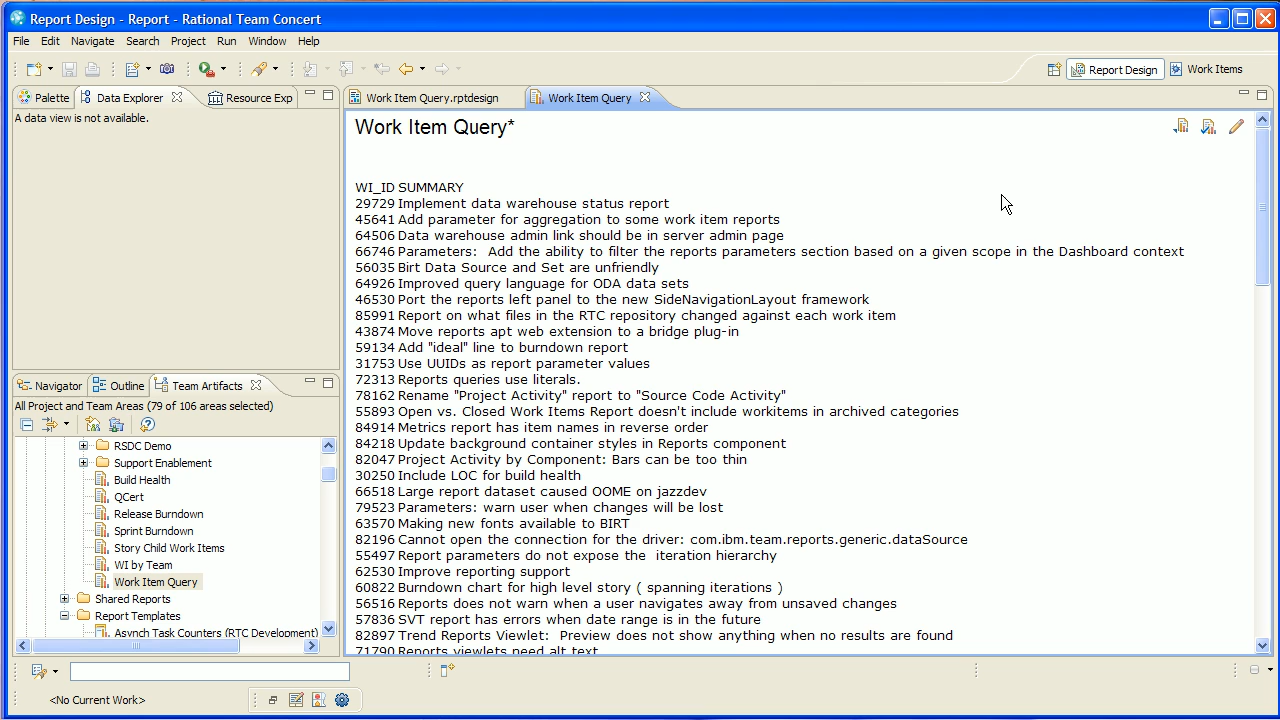 Report Design - Report - Rational Team Concert
File Edit Navigate Search Project Run Window Help
Report Design Work Items
Palette Data Explorer Resource Exp
A data view is not available.
Work Item Query.rptdesign Work Item Query
Work Item Query*
WI_ID SUMMARY
29729 Implement data warehouse status report
45641 Add parameter for aggregation to some work item reports
64506 Data warehouse admin link should be in server admin page
66746 Parameters:  Add the ability to filter the reports parameters section based on a given scope in the Dashboard context
56035 Birt Data Source and Set are unfriendly
64926 Improved query language for ODA data sets
46530 Port the reports left panel to the new SideNavigationLayout framework
85991 Report on what files in the RTC repository changed against each work item
43874 Move reports apt web extension to a bridge plug-in
59134 Add "ideal" line to burndown report
31753 Use UUIDs as report parameter values
72313 Reports queries use literals.
78162 Rename "Project Activity" report to "Source Code Activity"
55893 Open vs. Closed Work Items Report doesn't include workitems in archived categories
84914 Metrics report has item names in reverse order
84218 Update background container styles in Reports component
82047 Project Activity by Component: Bars can be too thin
30250 Include LOC for build health
66518 Large report dataset caused OOME on jazzdev
79523 Parameters: warn user when changes will be lost
63570 Making new fonts available to BIRT
82196 Cannot open the connection for the driver: com.ibm.team.reports.generic.dataSource
55497 Report parameters do not expose the  iteration hierarchy
62530 Improve reporting support
60822 Burndown chart for high level story ( spanning iterations )
56516 Reports does not warn when a user navigates away from unsaved changes
57836 SVT report has errors when date range is in the future
82897 Trend Reports Viewlet:  Preview does not show anything when no results are found
71790 Reports viewlets need alt text
Navigator Outline Team Artifacts
All Project and Team Areas (79 of 106 areas selected)
RSDC Demo
Support Enablement
Build Health
QCert
Release Burndown
Sprint Burndown
Story Child Work Items
WI by Team
Work Item Query
Shared Reports
Report Templates
Asynch Task Counters (RTC Development)
<No Current Work>